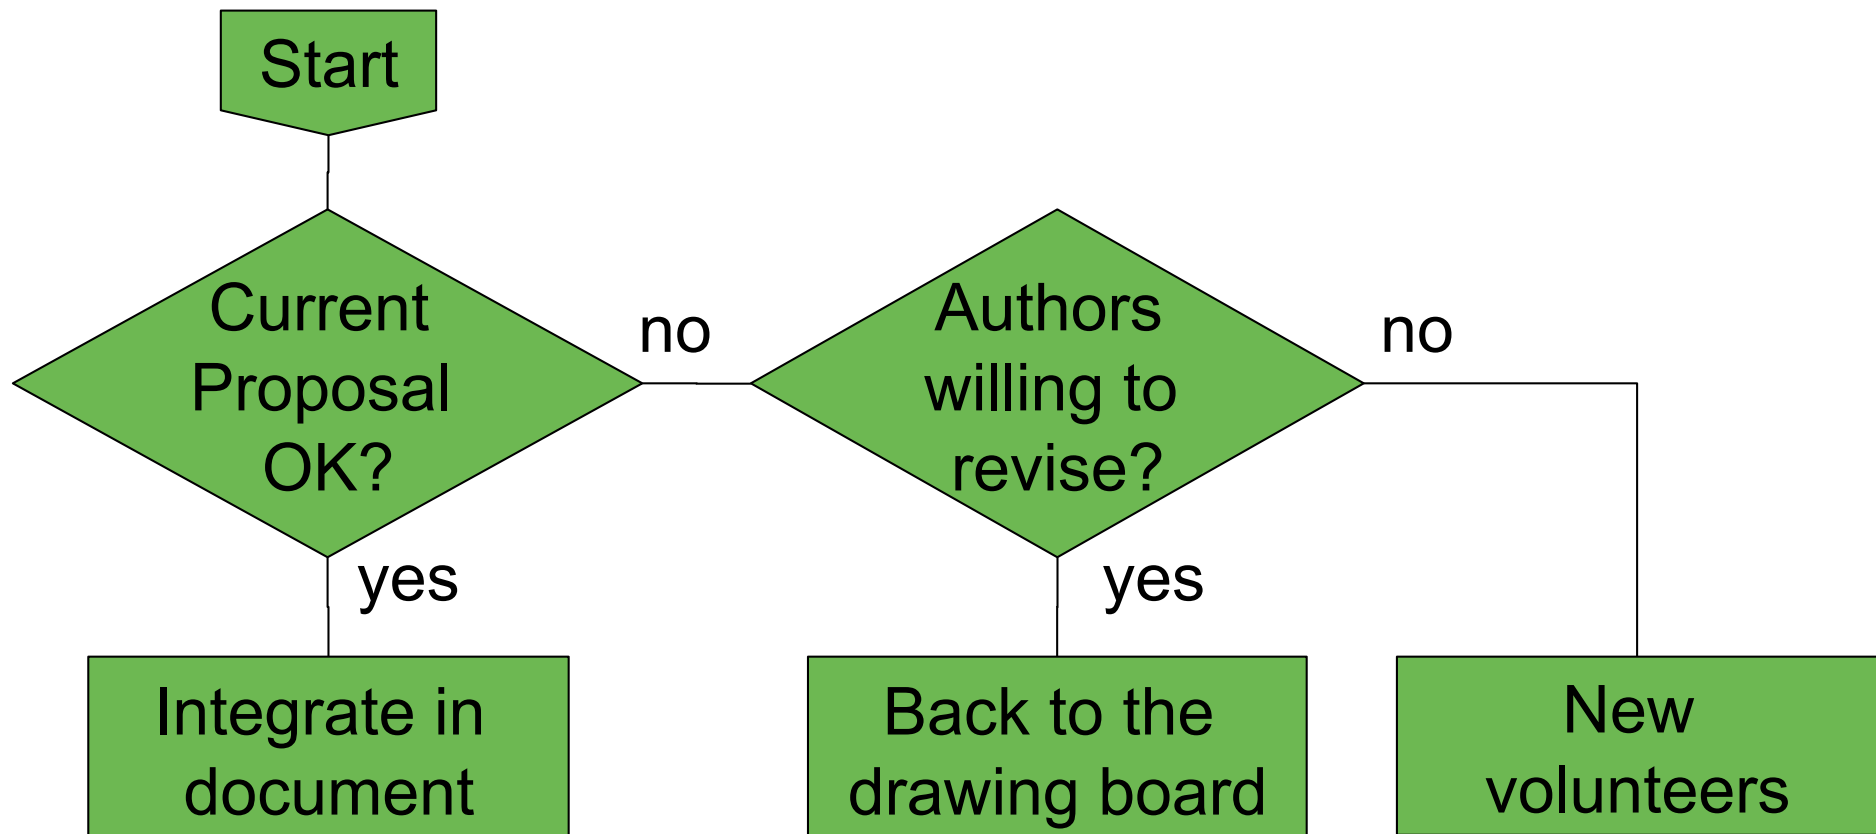 Start
Current
Proposal
OK?
no
Authors
willing to
revise?
no
yes
yes
Integrate in
document
Back to the
drawing board
New
volunteers